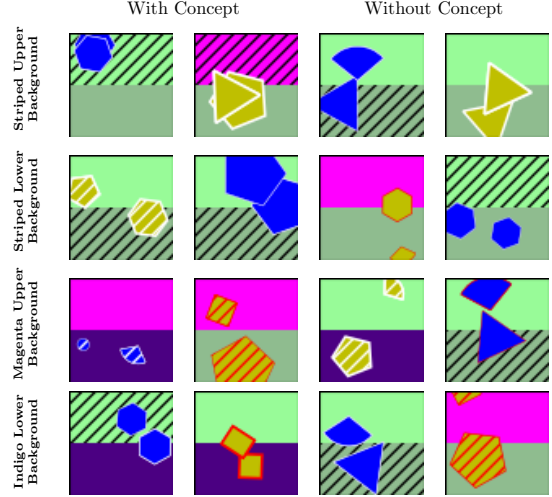 With Concept
Without Concept
Striped Upper
Background
Striped Lower
Background
Magenta Upper
Background
Indigo Lower
Background